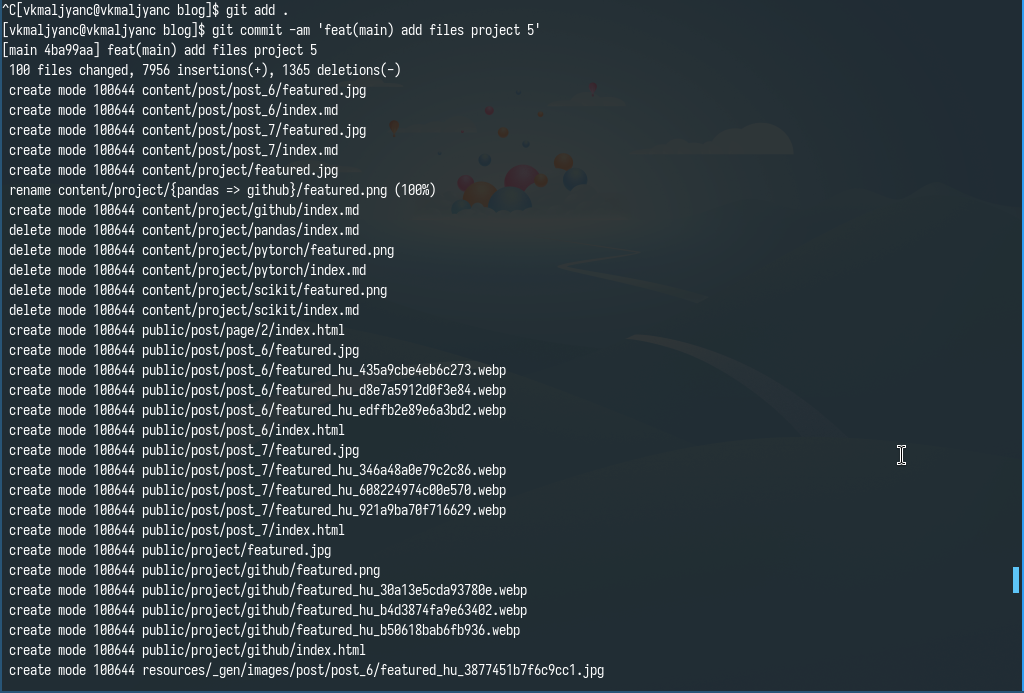 ^C[vkmaljyanc@vkmaljyanc blog]$ git add .
[vkmaljyanc@vkmaljyanc blog]$ git commit -am 'feat(main) add files project 5'
[main 4ba99aa] feat(main) add files project 5
 100 files changed, 7956 insertions(+), 1365 deletions(-)
 create mode 100644 content/post/post_6/featured.jpg
 create mode 100644 content/post/post_6/index.md
 create mode 100644 content/post/post_7/featured.jpg
 create mode 100644 content/post/post_7/index.md
 create mode 100644 content/project/featured.jpg
 rename content/project/{pandas => github}/featured.png (100%)
 create mode 100644 content/project/github/index.md
 delete mode 100644 content/project/pandas/index.md
 delete mode 100644 content/project/pytorch/featured.png
 delete mode 100644 content/project/pytorch/index.md
 delete mode 100644 content/project/scikit/featured.png
 delete mode 100644 content/project/scikit/index.md
 create mode 100644 public/post/page/2/index.html
 create mode 100644 public/post/post_6/featured.jpg
 create mode 100644 public/post/post_6/featured_hu_435a9cbe4eb6c273.webp
 create mode 100644 public/post/post_6/featured_hu_d8e7a5912d0f3e84.webp
 create mode 100644 public/post/post_6/featured_hu_edffb2e89e6a3bd2.webp
 create mode 100644 public/post/post_6/index.html
 create mode 100644 public/post/post_7/featured.jpg
 create mode 100644 public/post/post_7/featured_hu_346a48a0e79c2c86.webp
 create mode 100644 public/post/post_7/featured_hu_608224974c00e570.webp
 create mode 100644 public/post/post_7/featured_hu_921a9ba70f716629.webp
 create mode 100644 public/post/post_7/index.html
 create mode 100644 public/project/featured.jpg
 create mode 100644 public/project/github/featured.png
 create mode 100644 public/project/github/featured_hu_30a13e5cda93780e.webp
 create mode 100644 public/project/github/featured_hu_b4d3874fa9e63402.webp
 create mode 100644 public/project/github/featured_hu_b50618bab6fb936.webp
 create mode 100644 public/project/github/index.html
 create mode 100644 resources/_gen/images/post/post_6/featured_hu_3877451b7f6c9cc1.jpg